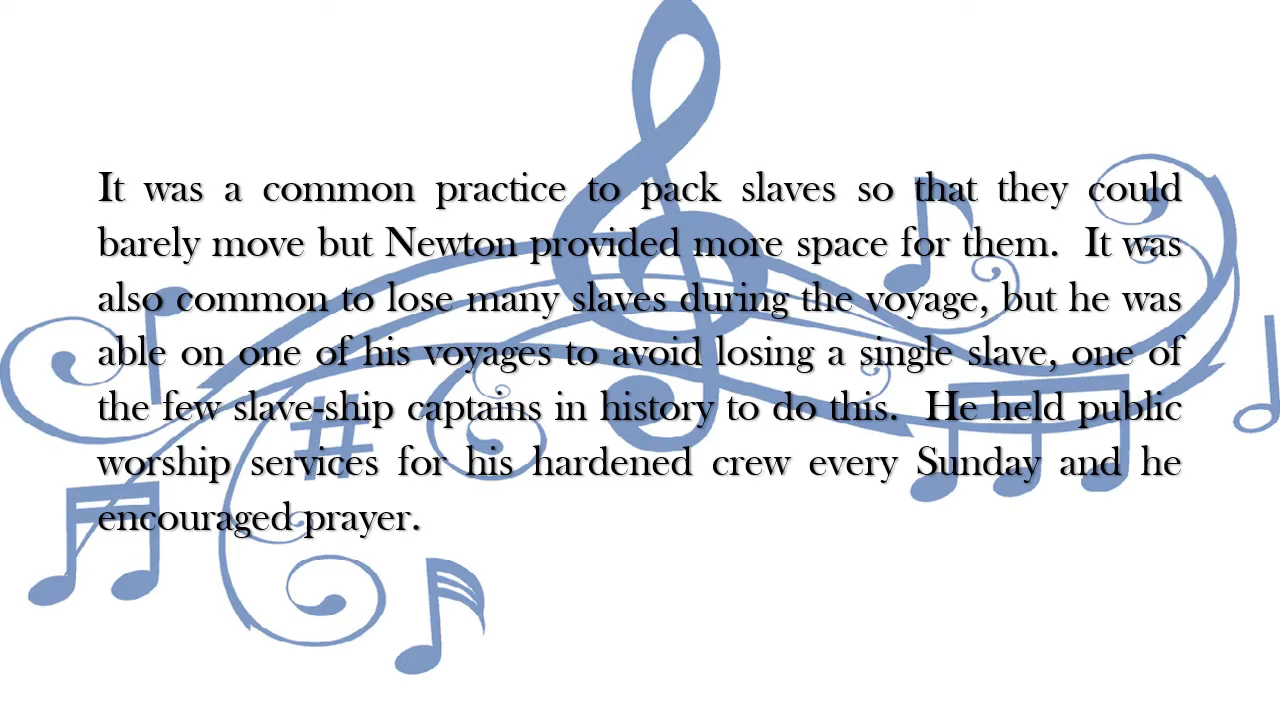 It was a common practice to pack slaves so that they could
barely move but Newton provided more space for them.  It was
also common to lose many slaves during the voyage, but he was
able on one of his voyages to avoid losing a single slave, one of
the few slave-ship captains in history to do this.  He held public
worship services for his hardened crew every Sunday and he
encouraged prayer.